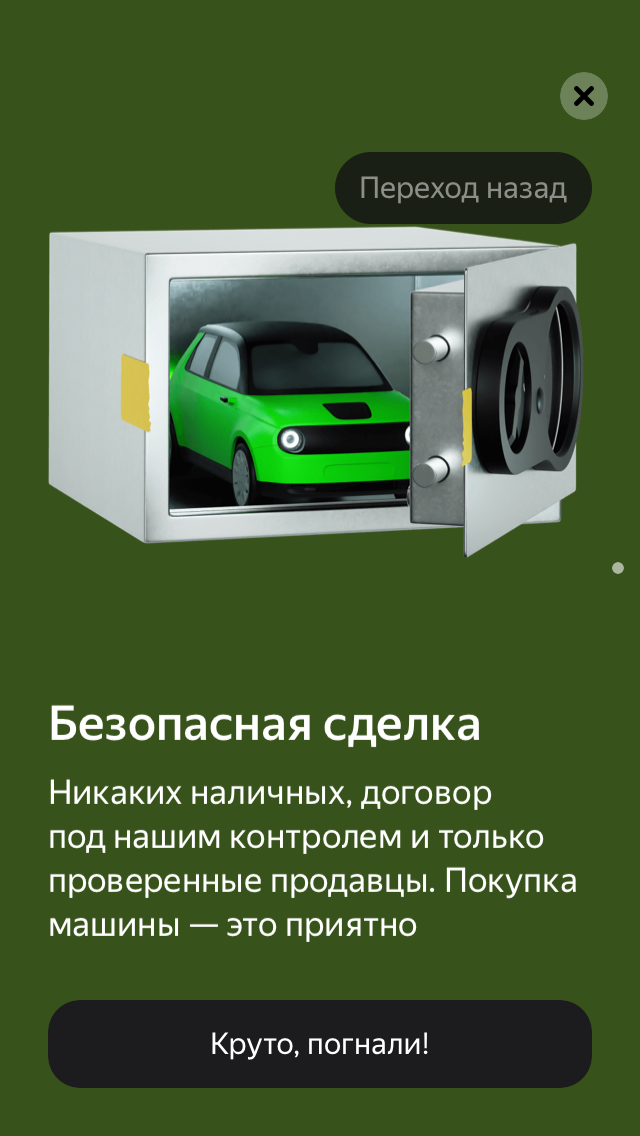 Переход назад
Безопасная сделка
Никаких наличных, договор
под нашим контролем и только
проверенные продавцы. Покупка
машины — это приятно
Круто, погнали!